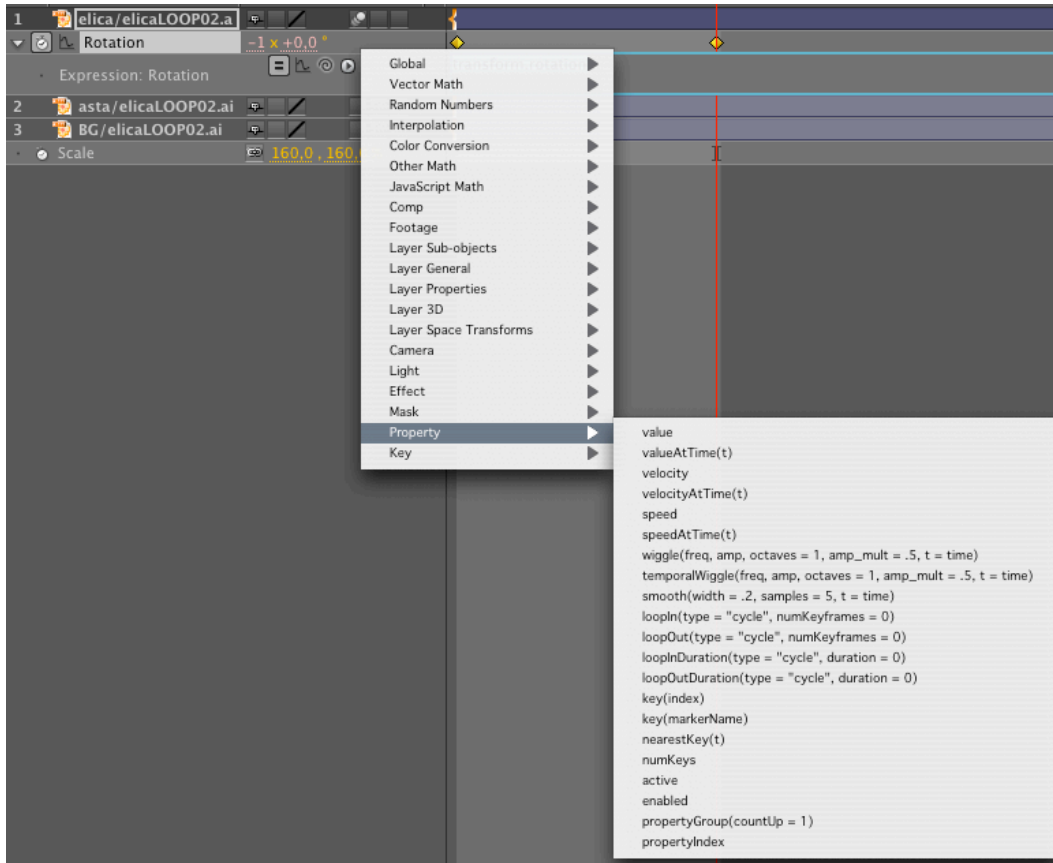 1 elica/elicaLOOP02.a
Rotation -1 x +0,0 °
Expression: Rotation
transform.rotation
2 asta/elicaLOOP02.ai
3 BG/elicaLOOP02.ai
Scale 160,0 , 160,
Global
Vector Math
Random Numbers
Interpolation
Color Conversion
Other Math
JavaScript Math
Comp
Footage
Layer Sub-objects
Layer General
Layer Properties
Layer 3D
Layer Space Transforms
Camera
Light
Effect
Mask
Property
Key
value
valueAtTime(t)
velocity
velocityAtTime(t)
speed
speedAtTime(t)
wiggle(freq, amp, octaves = 1, amp_mult = .5, t = time)
temporalWiggle(freq, amp, octaves = 1, amp_mult = .5, t = time)
smooth(width = .2, samples = 5, t = time)
loopIn(type = "cycle", numKeyframes = 0)
loopOut(type = "cycle", numKeyframes = 0)
loopInDuration(type = "cycle", duration = 0)
loopOutDuration(type = "cycle", duration = 0)
key(index)
key(markerName)
nearestKey(t)
numKeys
active
enabled
propertyGroup(countUp = 1)
propertyIndex